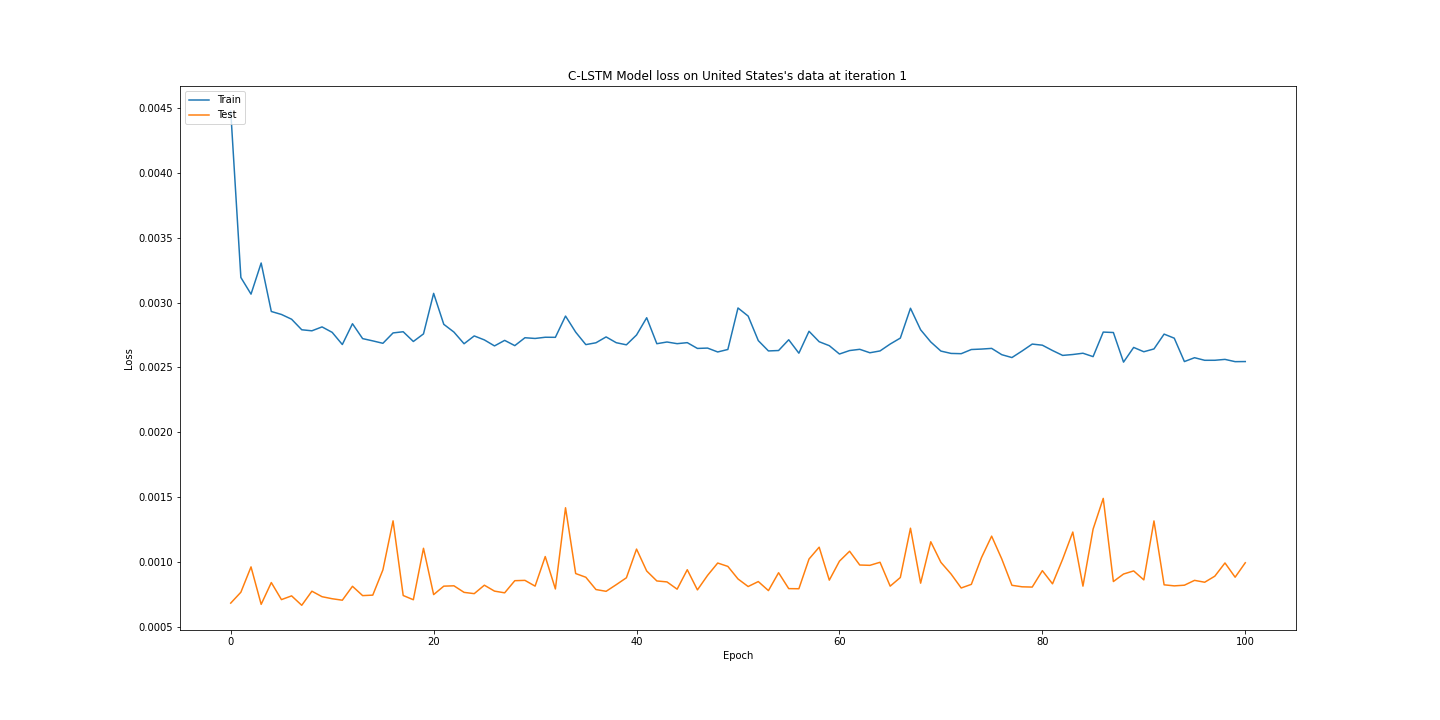 C-LSTM Model loss on United States's data at iteration 1
Train
Test
0.0045
0.0040
0.0035
0.0030
0.0025
0.0020
0.0015
0.0010
0.0005
Loss
0 20 40 60 80 100
Epoch